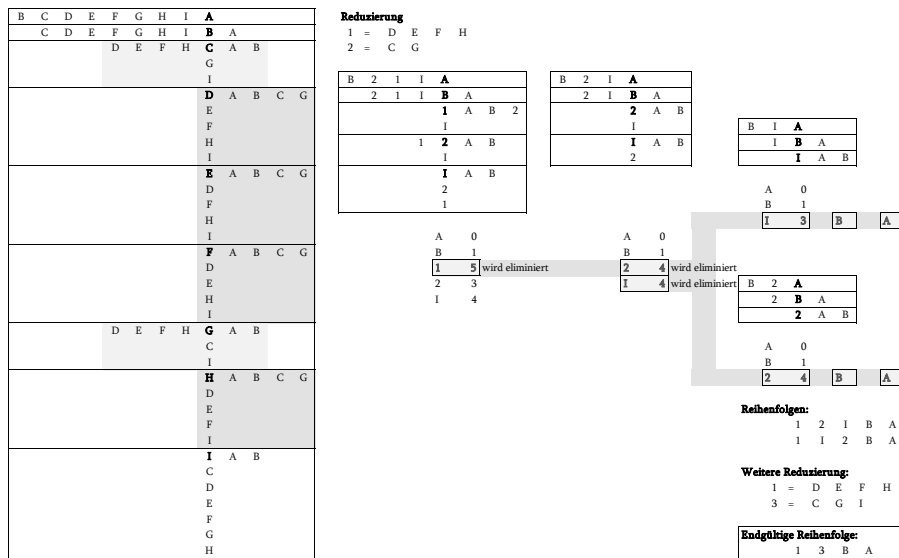 B C D E F G H I A
C D E F G H I B A
D E F H C A B
G
I
D A B C G
E
F
H
I
E A B C G
D
F
H
I
F A B C G
D
E
H
I
D E F H G A B
C
I
H A B C G
D
E
F
I
I A B
C
D
E
F
G
H
Reduzierung
1 = D E F H
2 = C G
B 2 1 I A
2 1 I B A
1 A B 2
I
1 2 A B
I
I A B
2
1
A 0
B 1
1 5 wird eliminiert
2 3
I 4
B 2 I A
2 I B A
2 A B
I
I A B
2
A 0
B 1
2 4 wird eliminiert
I 4 wird eliminiert
B I A
I B A
I A B
A 0
B 1
I 3 B A
B 2 A
2 B A
2 A B
A 0
B 1
2 4 B A
Reihenfolgen:
1 2 I B A
1 I 2 B A
Weitere Reduzierung:
1 = D E F H
3 = C G I
Endgültige Reihenfolge:
1 3 B A